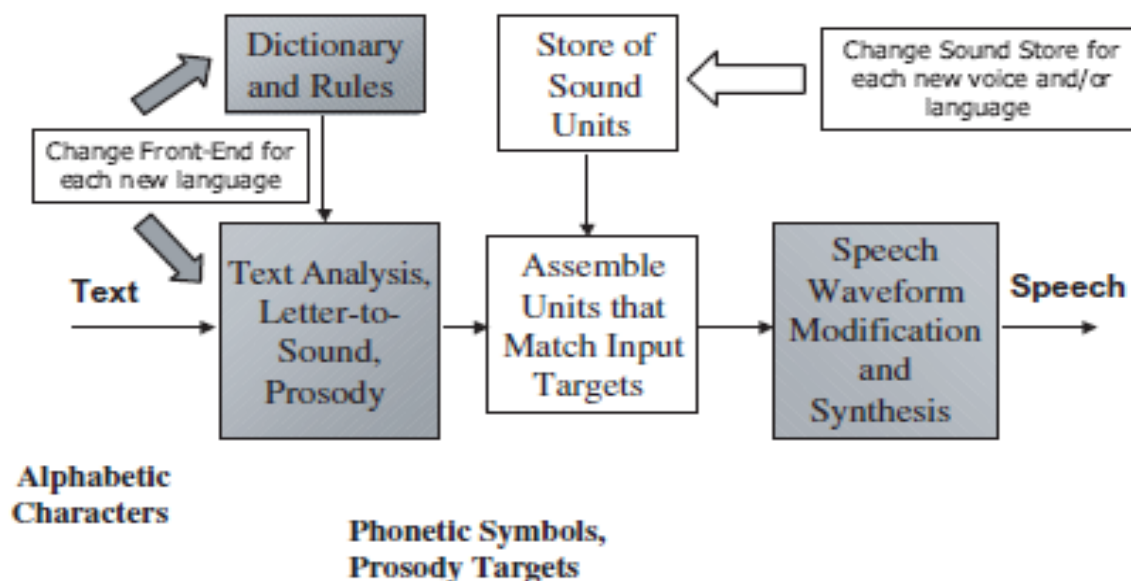 Dictionary
and Rules
Store of
Sound
Units
Change Sound Store for
each new voice and/or
language
Change Front-End for
each new language
Text
Text Analysis,
Letter-to-
Sound,
Prosody
Assemble
Units that
Match Input
Targets
Speech
Waveform
Modification
and
Synthesis
Speech
Alphabetic
Characters
Phonetic Symbols,
Prosody Targets